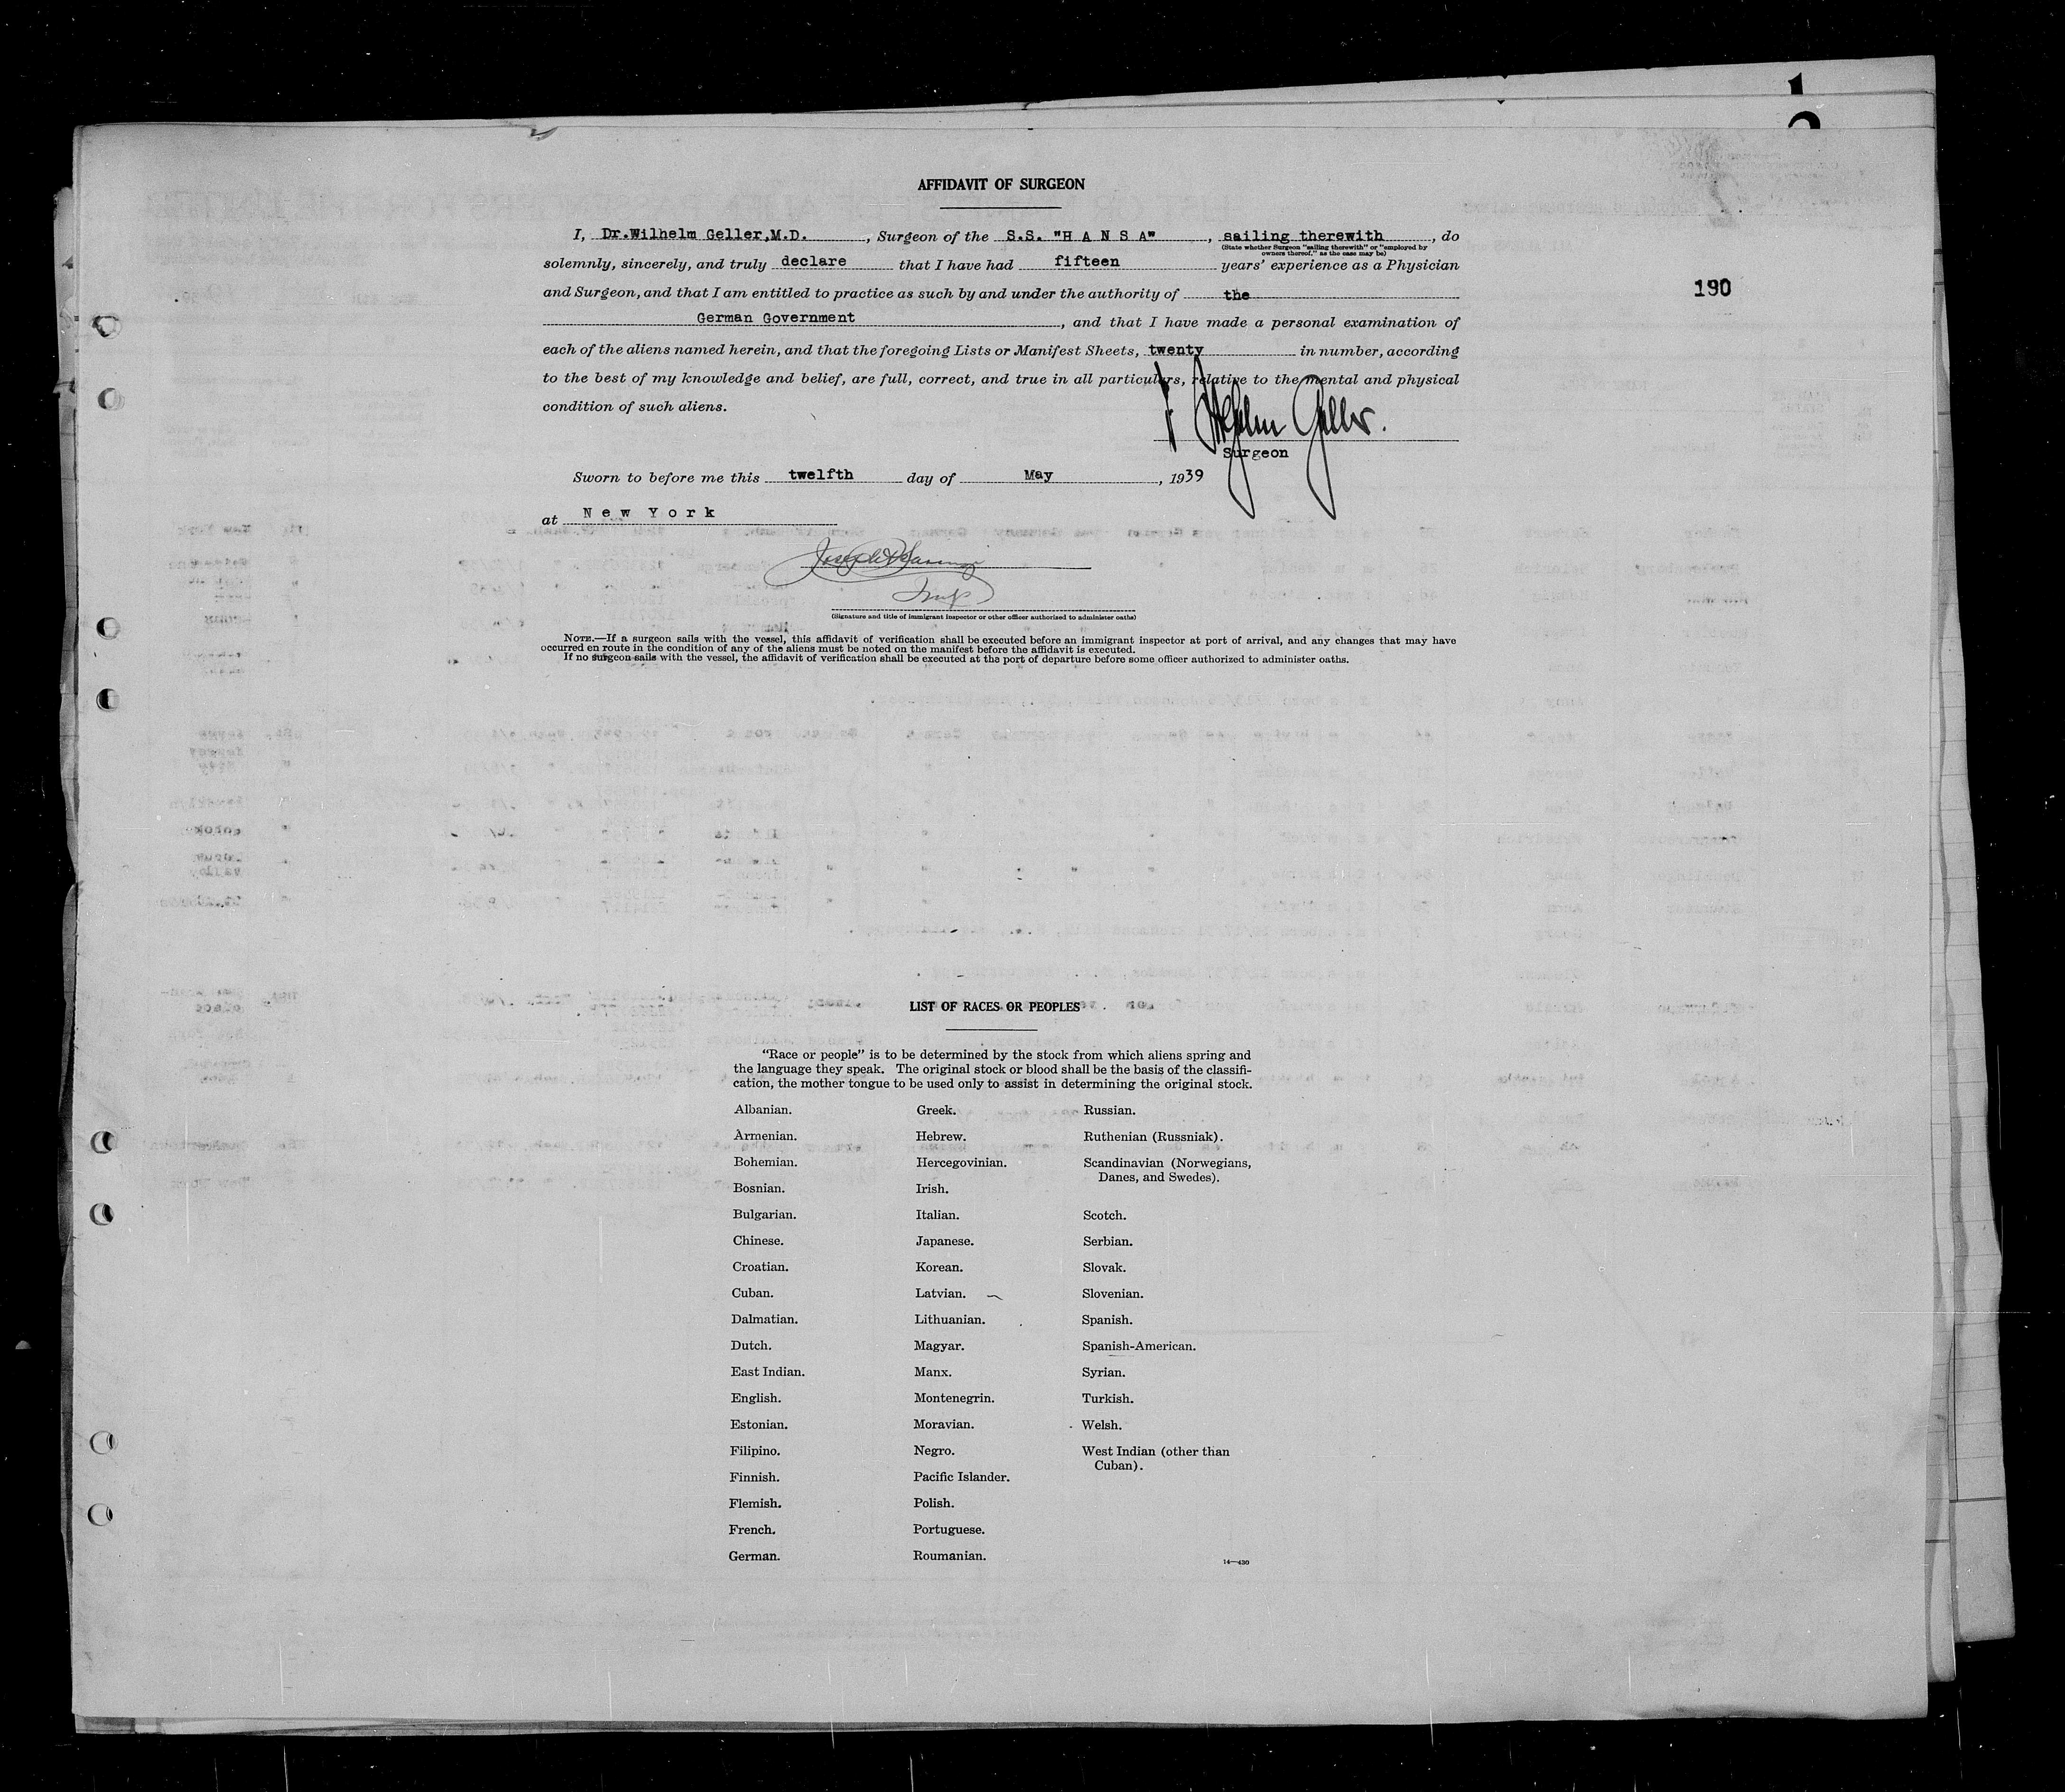 AFFIDAVIT OF SURGEON
I, Dr.Wilhelm Geller,M.D. , Surgeon of the S.S. "H A N S A" , sailing therewith , do
(State whether Surgeon "sailing therewith" or "employed by
owners thereof," as the case may be)
solemnly, sincerely, and truly declare that I have had fifteen years' experience as a Physician
190
and Surgeon, and that I am entitled to practice as such by and under the authority of the
German Government , and that I have made a personal examination of
each of the aliens named herein, and that the foregoing Lists or Manifest Sheets, twenty in number, according
to the best of my knowledge and belief, are full, correct, and true in all particulars, relative to the mental and physical
condition of such aliens.
Wilhelm Geller.
Surgeon
Sworn to before me this twelfth day of May , 1939
at N e w Y o r k
Insp
(Signature and title of immigrant inspector or other officer authorized to administer oaths)
NOTE.—If a surgeon sails with the vessel, this affidavit of verification shall be executed before an immigrant inspector at port of arrival, and any changes that may have
occurred en route in the condition of any of the aliens must be noted on the manifest before the affidavit is executed.
If no surgeon sails with the vessel, the affidavit of verification shall be executed at the port of departure before some officer authorized to administer oaths.
LIST OF RACES OR PEOPLES
"Race or people" is to be determined by the stock from which aliens spring and
the language they speak. The original stock or blood shall be the basis of the classifi-
cation, the mother tongue to be used only to assist in determining the original stock.
Albanian.
Armenian.
Bohemian.
Bosnian.
Bulgarian.
Chinese.
Croatian.
Cuban.
Dalmatian.
Dutch.
East Indian.
English.
Estonian.
Filipino.
Finnish.
Flemish.
French.
German.
Greek.
Hebrew.
Hercegovinian.
Irish.
Italian.
Japanese.
Korean.
Latvian.
Lithuanian.
Magyar.
Manx.
Montenegrin.
Moravian.
Negro.
Pacific Islander.
Polish.
Portuguese.
Roumanian.
Russian.
Ruthenian (Russniak).
Scandinavian (Norwegians,
Danes, and Swedes).
Scotch.
Serbian.
Slovak.
Slovenian.
Spanish.
Spanish-American.
Syrian.
Turkish.
Welsh.
West Indian (other than
Cuban).
14—430